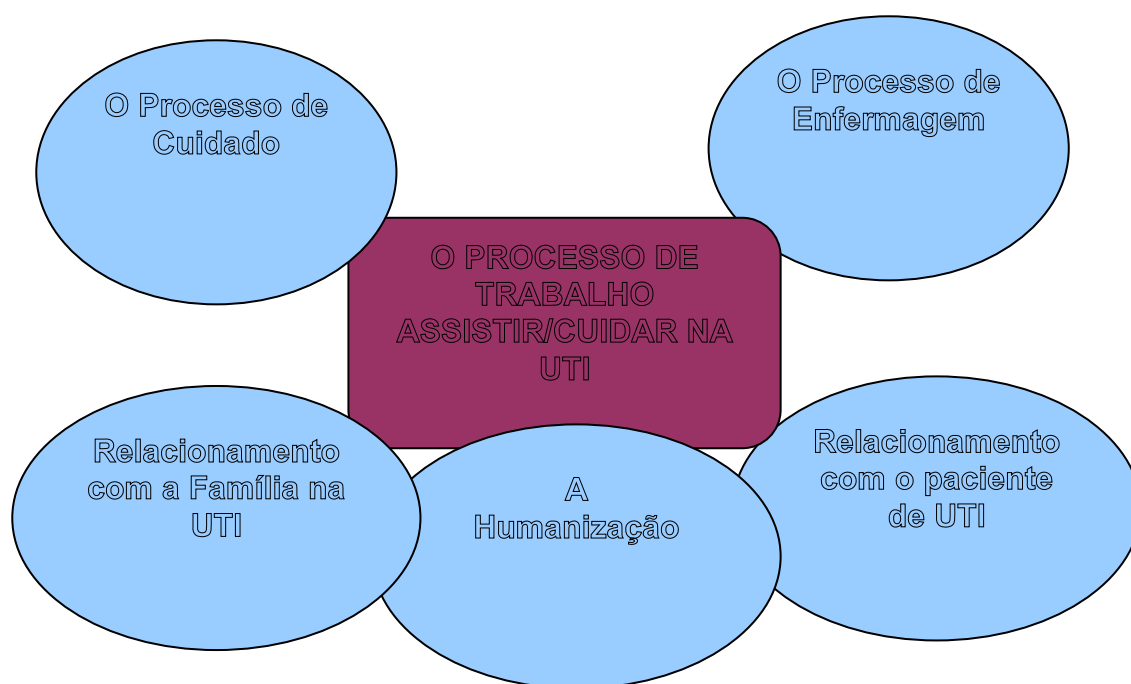 O Processo de
Cuidado
O Processo de
Enfermagem
O PROCESSO DE
TRABALHO
ASSISTIR/CUIDAR NA
UTI
Relacionamento
com a Família na
UTI
A
Humanização
Relacionamento
com o paciente
de UTI